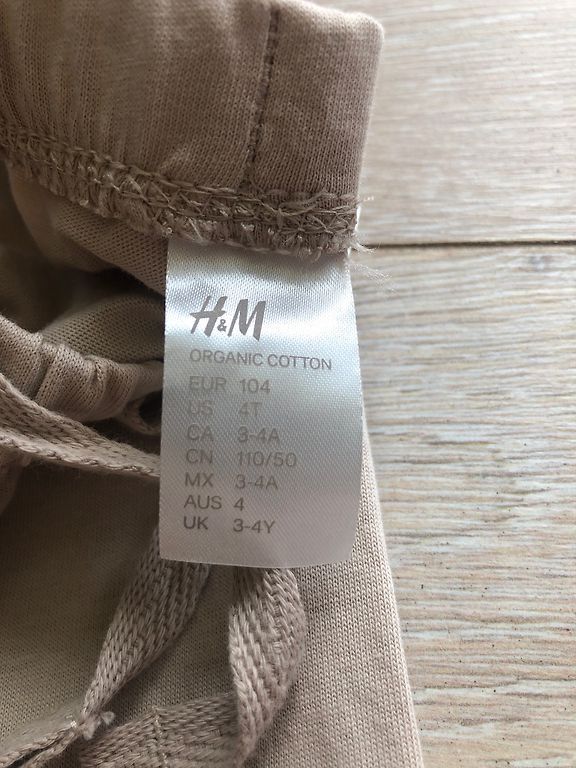 H&M
ORGANIC COTTON
EUR 104
US 4T
CA 3-4A
CN 110/50
MX 3-4A
AUS 4
UK 3-4Y